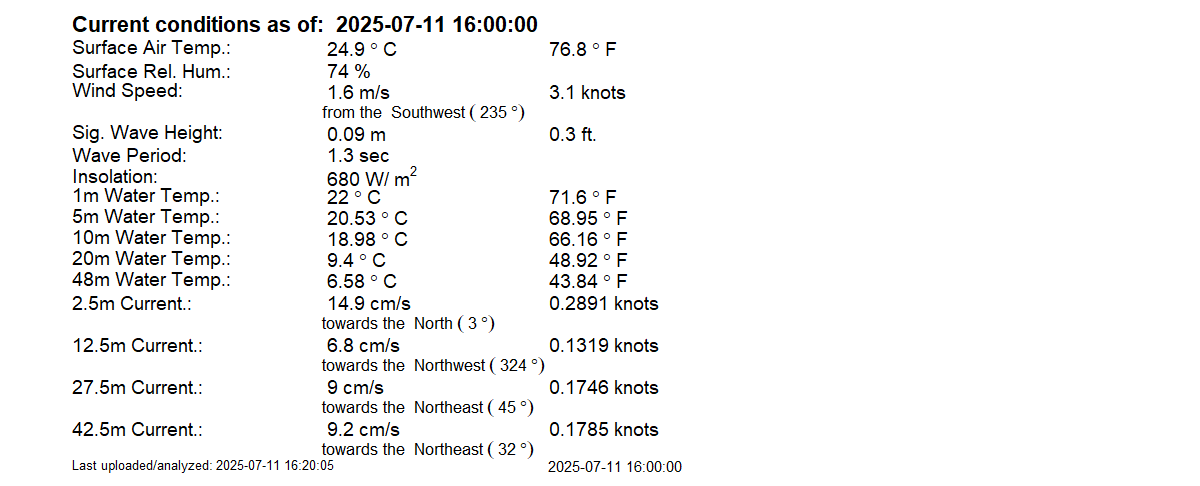 Current conditions as of: 2025-07-11 16:00:00
Surface Air Temp.: 24.9 ° C 76.8 ° F
Surface Rel. Hum.: 74 %
Wind Speed: 1.6 m/s 3.1 knots
from the Southwest ( 235 °)
Sig. Wave Height: 0.09 m 0.3 ft.
Wave Period: 1.3 sec
Insolation: 680 W/ m²
1m Water Temp.: 22 ° C 71.6 ° F
5m Water Temp.: 20.53 ° C 68.95 ° F
10m Water Temp.: 18.98 ° C 66.16 ° F
20m Water Temp.: 9.4 ° C 48.92 ° F
48m Water Temp.: 6.58 ° C 43.84 ° F
2.5m Current.: 14.9 cm/s 0.2891 knots
towards the North ( 3 °)
12.5m Current.: 6.8 cm/s 0.1319 knots
towards the Northwest ( 324 °)
27.5m Current.: 9 cm/s 0.1746 knots
towards the Northeast ( 45 °)
42.5m Current.: 9.2 cm/s 0.1785 knots
towards the Northeast ( 32 °)
Last uploaded/analyzed: 2025-07-11 16:20:05 2025-07-11 16:00:00